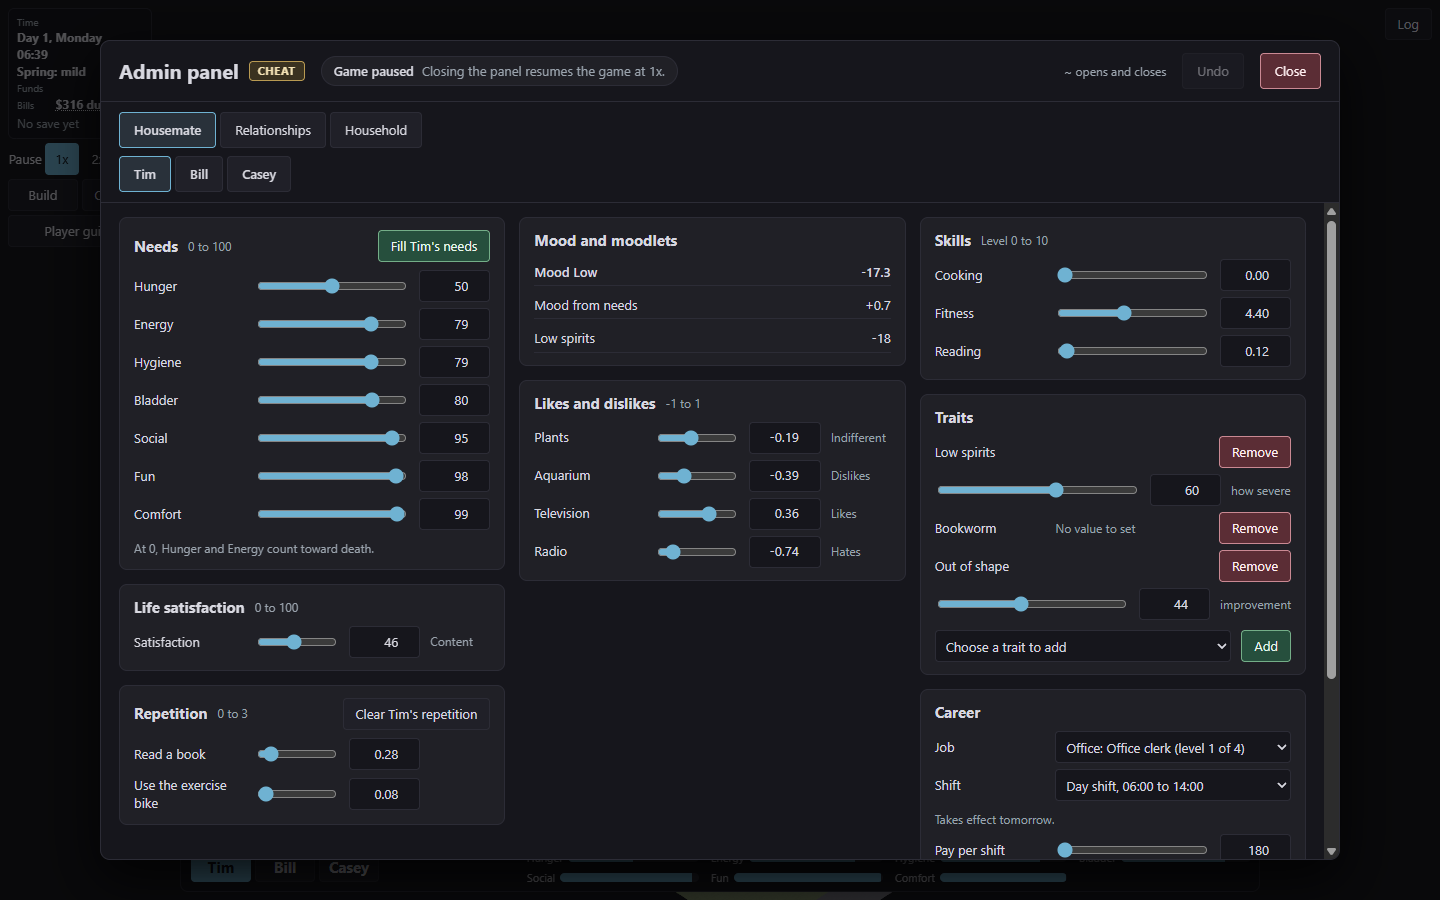 Time
Day 1, Monday
06:39
Spring: mild
Funds
Bills $316 du
No save yet
Pause 1x 2
Build C
Player gui
Log
Admin panel CHEAT Game paused Closing the panel resumes the game at 1x. ~ opens and closes Undo Close
Housemate Relationships Household
Tim Bill Casey
Needs 0 to 100 Fill Tim's needs
Hunger 50
Energy 79
Hygiene 79
Bladder 80
Social 95
Fun 98
Comfort 99
At 0, Hunger and Energy count toward death.
Life satisfaction 0 to 100
Satisfaction 46 Content
Repetition 0 to 3 Clear Tim's repetition
Read a book 0.28
Use the exercise
bike 0.08
Mood and moodlets
Mood Low -17.3
Mood from needs +0.7
Low spirits -18
Likes and dislikes -1 to 1
Plants -0.19 Indifferent
Aquarium -0.39 Dislikes
Television 0.36 Likes
Radio -0.74 Hates
Skills Level 0 to 10
Cooking 0.00
Fitness 4.40
Reading 0.12
Traits
Low spirits Remove
60 how severe
Bookworm No value to set Remove
Out of shape Remove
44 improvement
Choose a trait to add Add
Career
Job Office: Office clerk (level 1 of 4)
Shift Day shift, 06:00 to 14:00
Takes effect tomorrow.
Pay per shift 180
Tim Bill Casey
Social Fun Comfort